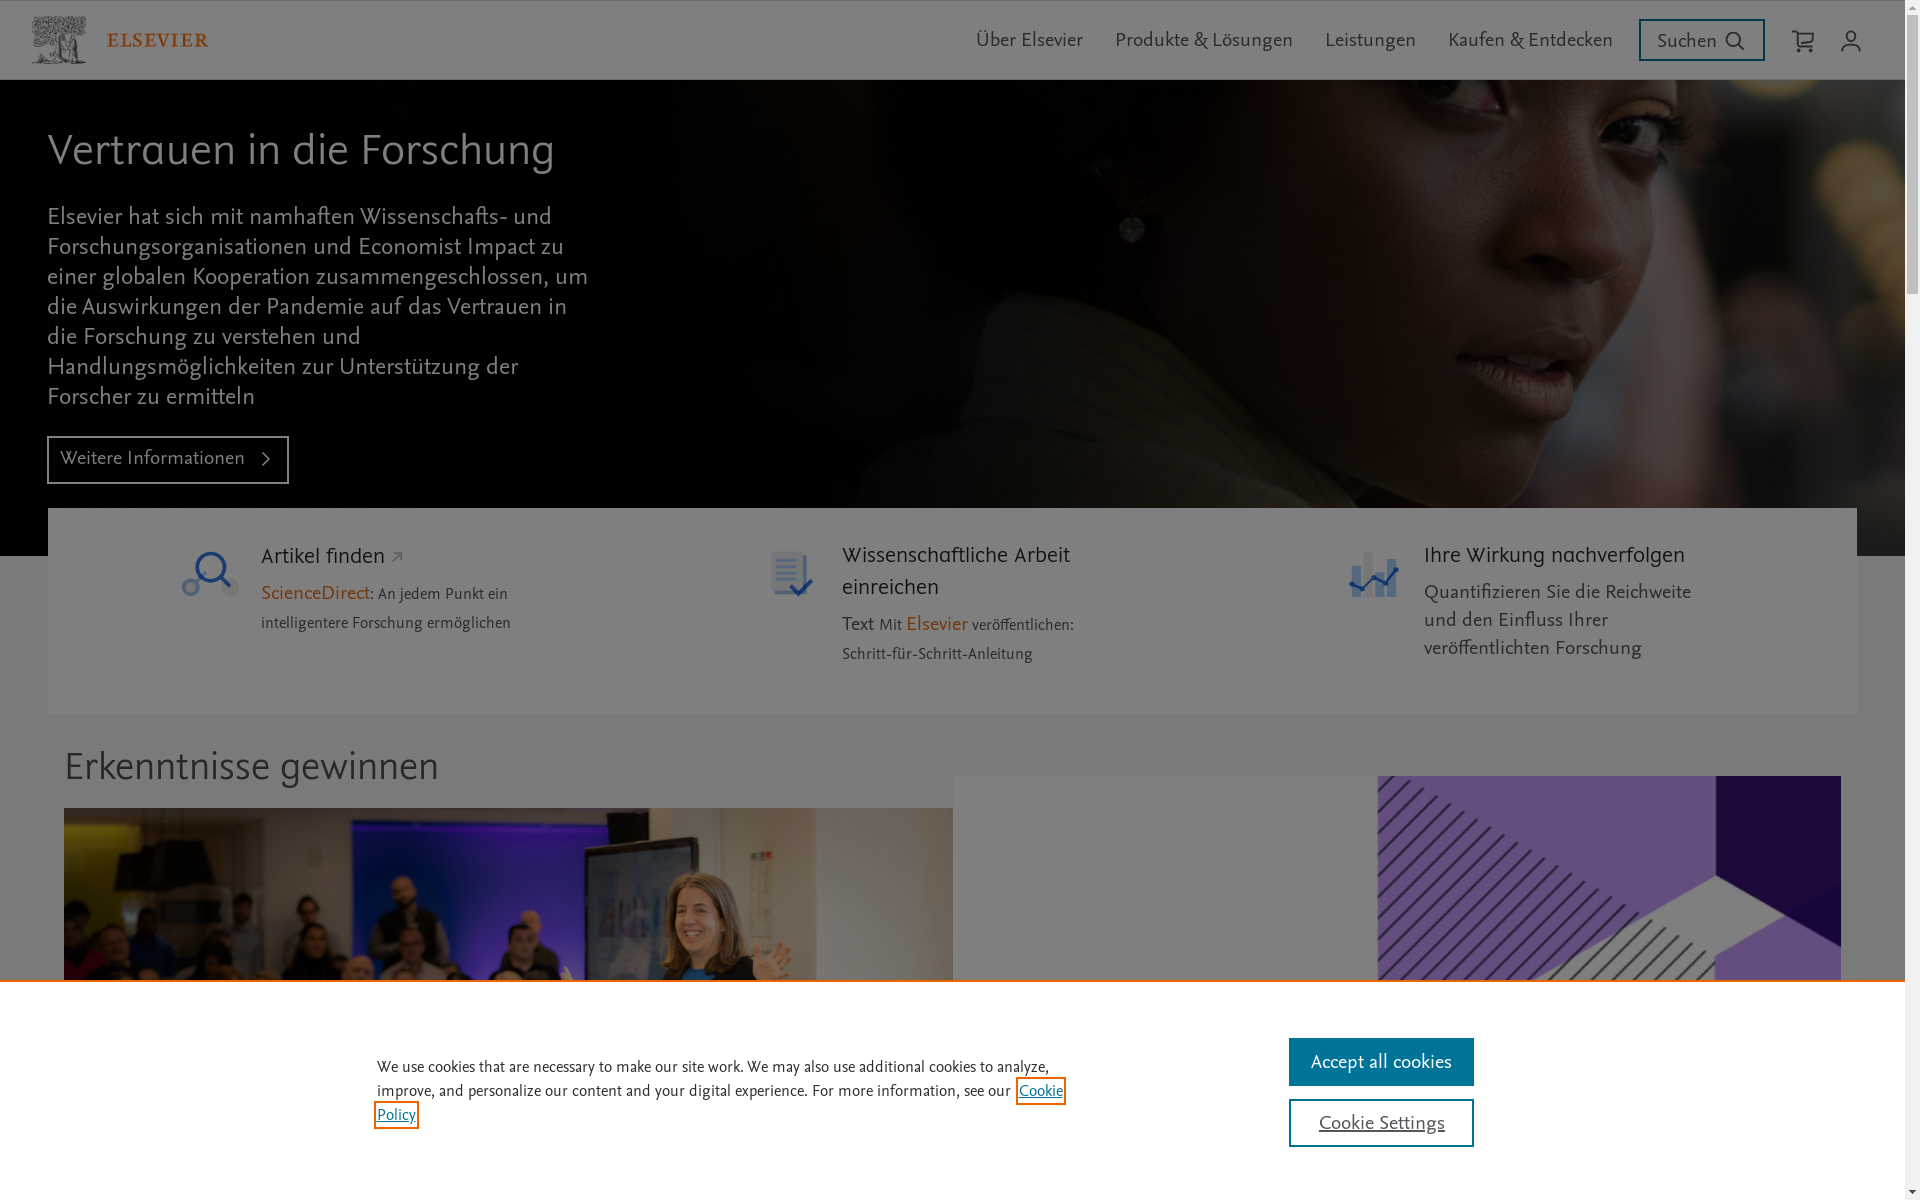 ELSEVIER
Über Elsevier
Produkte & Lösungen
Leistungen
Kaufen & Entdecken
Suchen
Vertrauen in die Forschung
Elsevier hat sich mit namhaften Wissenschafts- und
Forschungsorganisationen und Economist Impact zu
einer globalen Kooperation zusammengeschlossen, um
die Auswirkungen der Pandemie auf das Vertrauen in
die Forschung zu verstehen und
Handlungsmöglichkeiten zur Unterstützung der
Forscher zu ermitteln
Weitere Informationen
Artikel finden
ScienceDirect: An jedem Punkt ein
intelligentere Forschung ermöglichen
Wissenschaftliche Arbeit
einreichen
Text Mit Elsevier veröffentlichen:
Schritt-für-Schritt-Anleitung
Ihre Wirkung nachverfolgen
Quantifizieren Sie die Reichweite
und den Einfluss Ihrer
veröffentlichten Forschung
Erkenntnisse gewinnen
We use cookies that are necessary to make our site work. We may also use additional cookies to analyze,
improve, and personalize our content and your digital experience. For more information, see our Cookie
Policy
Accept all cookies
Cookie Settings